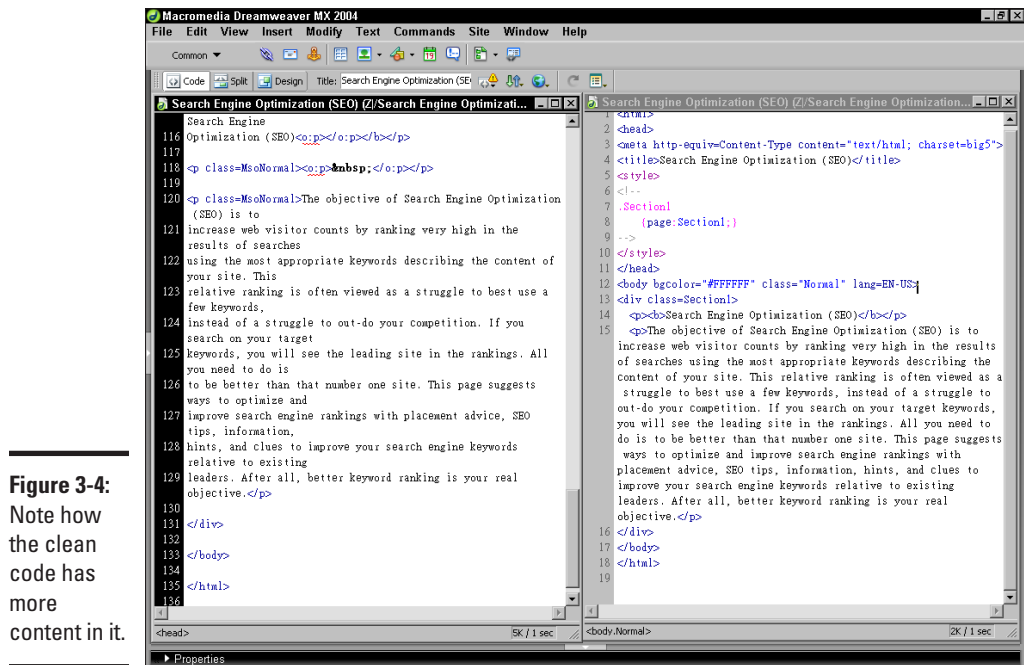 Macromedia Dreamweaver MX 2004
File Edit View Insert Modify Text Commands Site Window Help
Common
Code Split Design Title: Search Engine Optimization (SE
Search Engine Optimization (SEO) (Z|/Search Engine Optimizati...
Search Engine
116 Optimization (SEO)<o:p></o:p></b></p>
117
118 <p class=MsoNormal><o:p>&nbsp;</o:p></p>
119
120 <p class=MsoNormal>The objective of Search Engine Optimization
(SEO) is to
121 increase web visitor counts by ranking very high in the
results of searches
122 using the most appropriate keywords describing the content of
your site. This
123 relative ranking is often viewed as a struggle to best use a
few keywords,
124 instead of a struggle to out-do your competition. If you
search on your target
125 keywords, you will see the leading site in the rankings. All
you need to do is
126 to be better than that number one site. This page suggests
ways to optimize and
127 improve search engine rankings with placement advice, SEO
tips, information,
128 hints, and clues to improve your search engine keywords
relative to existing
129 leaders. After all, better keyword ranking is your real
objective.</p>
130
131 </div>
132
133 </body>
134
135 </html>
136
<head>
5K / 1 sec
Search Engine Optimization (SEO) (Z|/Search Engine Optimization...
1 <html>
2 <head>
3 <meta http-equiv=Content-Type content="text/html; charset=big5">
4 <title>Search Engine Optimization (SEO)</title>
5 <style>
6 <!--
7 .Section1
8 {page:Section1;}
9 -->
10 </style>
11 </head>
12 <body bgcolor="#FFFFFF" class="Normal" lang=EN-US>
13 <div class=Section1>
14 <p><b>Search Engine Optimization (SEO)</b></p>
15 <p>The objective of Search Engine Optimization (SEO) is to
increase web visitor counts by ranking very high in the results
of searches using the most appropriate keywords describing the
content of your site. This relative ranking is often viewed as a
struggle to best use a few keywords, instead of a struggle to
out-do your competition. If you search on your target keywords,
you will see the leading site in the rankings. All you need to
do is to be better than that number one site. This page suggests
ways to optimize and improve search engine rankings with
placement advice, SEO tips, information, hints, and clues to
improve your search engine keywords relative to existing
leaders. After all, better keyword ranking is your real
objective.</p>
16 </div>
17 </body>
18 </html>
19
<body.Normal>
2K / 1 sec
Properties
Figure 3-4:
Note how
the clean
code has
more
content in it.